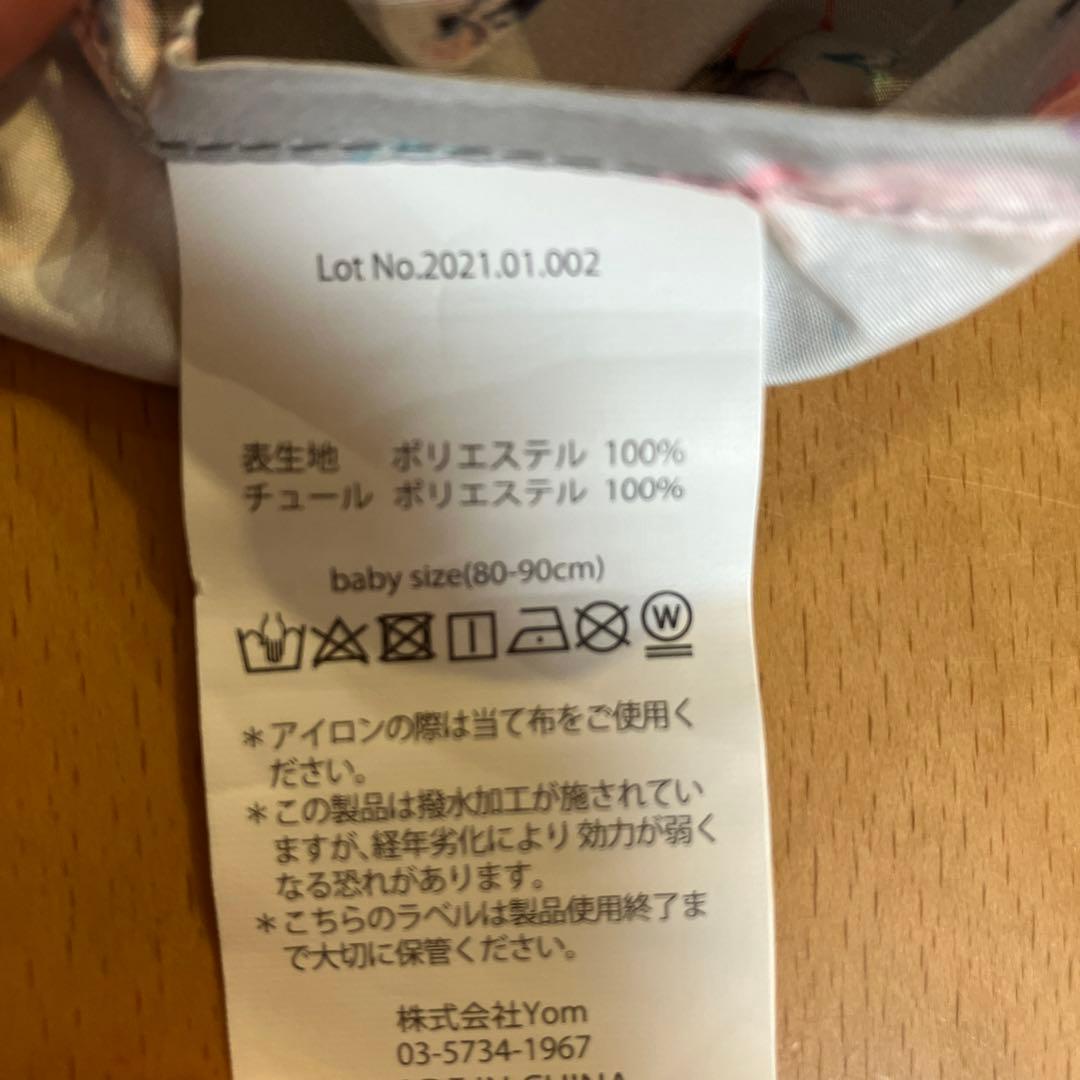 Lot No.2021.01.002
表生地 ポリエステル 100%
チュール ポリエステル 100%
baby size(80-90cm)
W
*アイロンの際は当て布をご使用く
ださい。
*この製品は撥水加工が施されてい
ますが、経年劣化により 効力が弱く
なる恐れがあります。
*こちらのラベルは製品使用終了ま
で大切に保管ください。
株式会社Yom
03-5734-1967